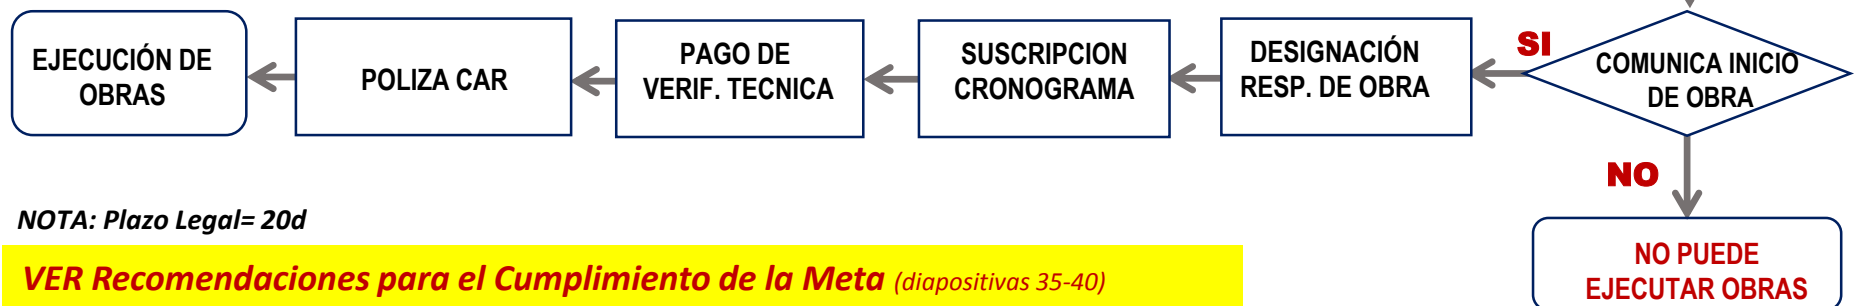 EJECUCIÓN DE
OBRAS
POLIZA CAR
PAGO DE
VERIF. TECNICA
SUSCRIPCION
CRONOGRAMA
DESIGNACIÓN
RESP. DE OBRA
SI
COMUNICA INICIO
DE OBRA
NO
NOTA: Plazo Legal= 20d
VER Recomendaciones para el Cumplimiento de la Meta (diapositivas 35-40)
NO PUEDE
EJECUTAR OBRAS